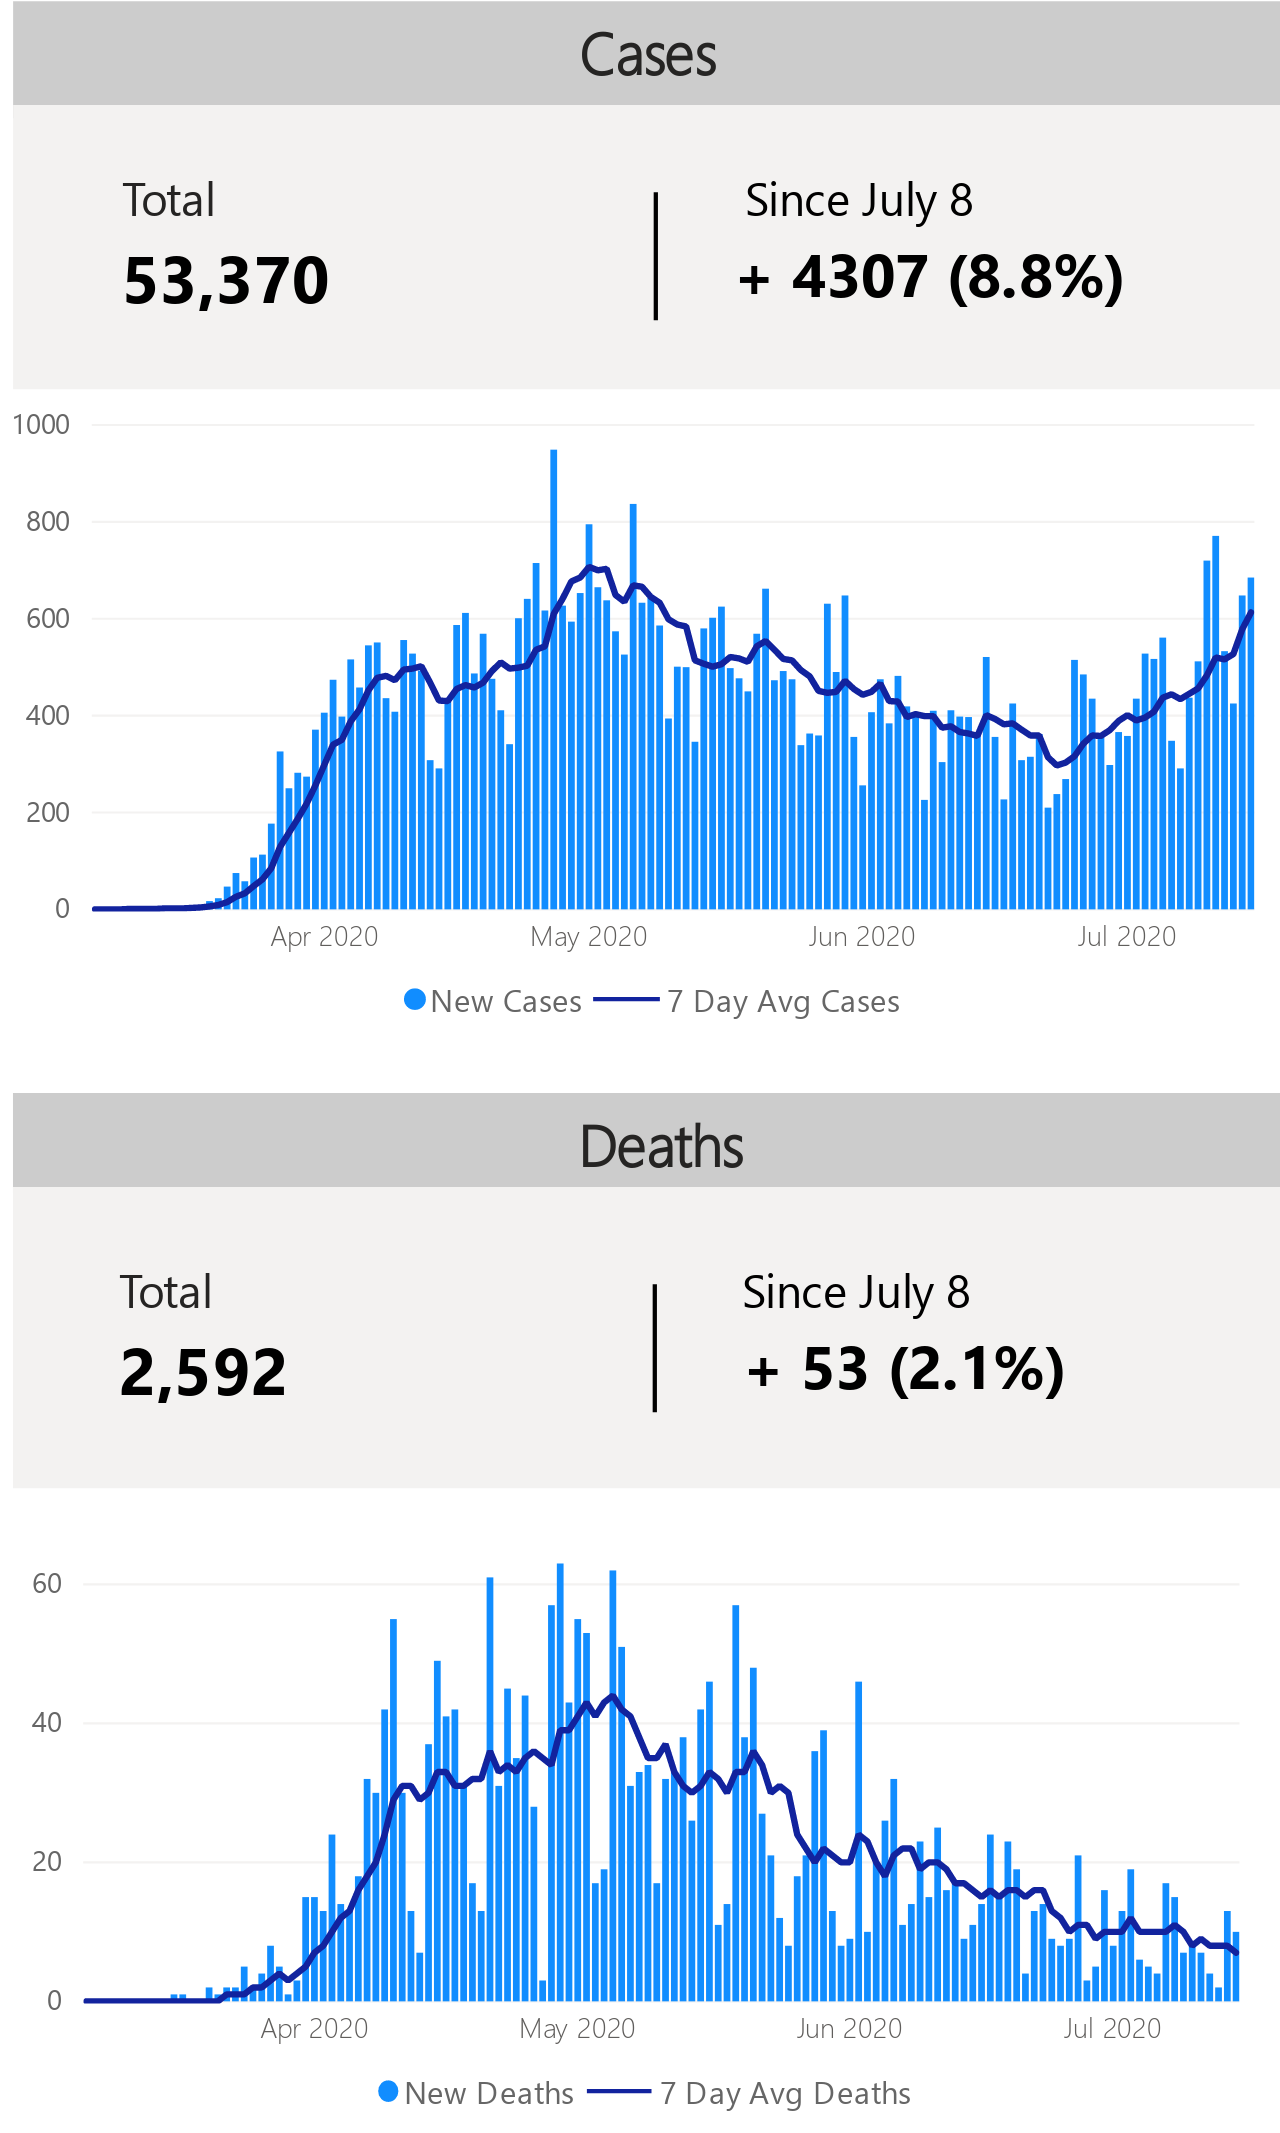 Cases
Total
Since July 8
53,370
+ 4307 (8.8%)
1000
800
600
400
200
0
Apr 2020
May 2020
Jun 2020
Jul 2020
New Cases
7 Day Avg Cases
Deaths
Total
Since July 8
2,592
+ 53 (2.1%)
60
40
20
0
Apr 2020
May 2020
Jun 2020
Jul 2020
New Deaths
7 Day Avg Deaths